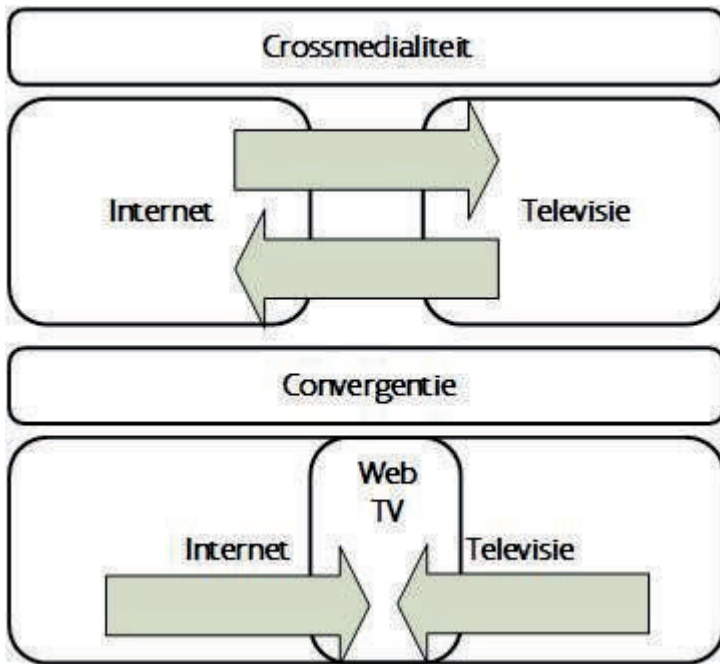 Crossmedialiteit
Internet
Televisie
Convergentie
Web
TV
Internet
Televisie